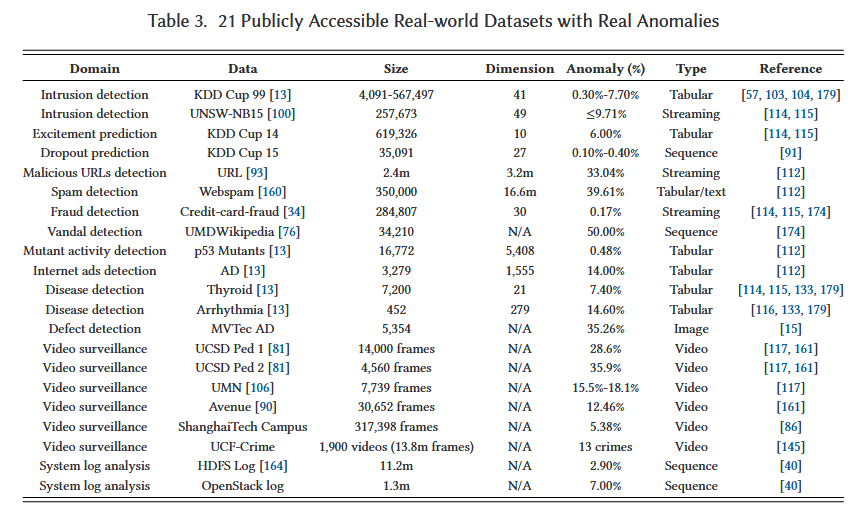 Table 3. 21 Publicly Accessible Real-world Datasets with Real Anomalies
Domain Data Size Dimension Anomaly (%) Type Reference
Intrusion detection KDD Cup 99 [13] 4,091-567,497 41 0.30%-7.70% Tabular [57, 103, 104, 179]
Intrusion detection UNSW-NB15 [100] 257,673 49 ≤9.71% Streaming [114, 115]
Excitement prediction KDD Cup 14 619,326 10 6.00% Tabular [114, 115]
Dropout prediction KDD Cup 15 35,091 27 0.10%-0.40% Sequence [91]
Malicious URLs detection URL [93] 2.4m 3.2m 33.04% Streaming [112]
Spam detection Webspam [160] 350,000 16.6m 39.61% Tabular/text [112]
Fraud detection Credit-card-fraud [34] 284,807 30 0.17% Streaming [114, 115, 174]
Vandal detection UMDWikipedia [76] 34,210 N/A 50.00% Sequence [174]
Mutant activity detection p53 Mutants [13] 16,772 5,408 0.48% Tabular [112]
Internet ads detection AD [13] 3,279 1,555 14.00% Tabular [112]
Disease detection Thyroid [13] 7,200 21 7.40% Tabular [114, 115, 133, 179]
Disease detection Arrhythmia [13] 452 279 14.60% Tabular [116, 133, 179]
Defect detection MVTec AD 5,354 N/A 35.26% Image [15]
Video surveillance UCSD Ped 1 [81] 14,000 frames N/A 28.6% Video [117, 161]
Video surveillance UCSD Ped 2 [81] 4,560 frames N/A 35.9% Video [117, 161]
Video surveillance UMN [106] 7,739 frames N/A 15.5%-18.1% Video [117]
Video surveillance Avenue [90] 30,652 frames N/A 12.46% Video [161]
Video surveillance ShanghaiTech Campus 317,398 frames N/A 5.38% Video [86]
Video surveillance UCF-Crime 1,900 videos (13.8m frames) N/A 13 crimes Video [145]
System log analysis HDFS Log [164] 11.2m N/A 2.90% Sequence [40]
System log analysis OpenStack log 1.3m N/A 7.00% Sequence [40]